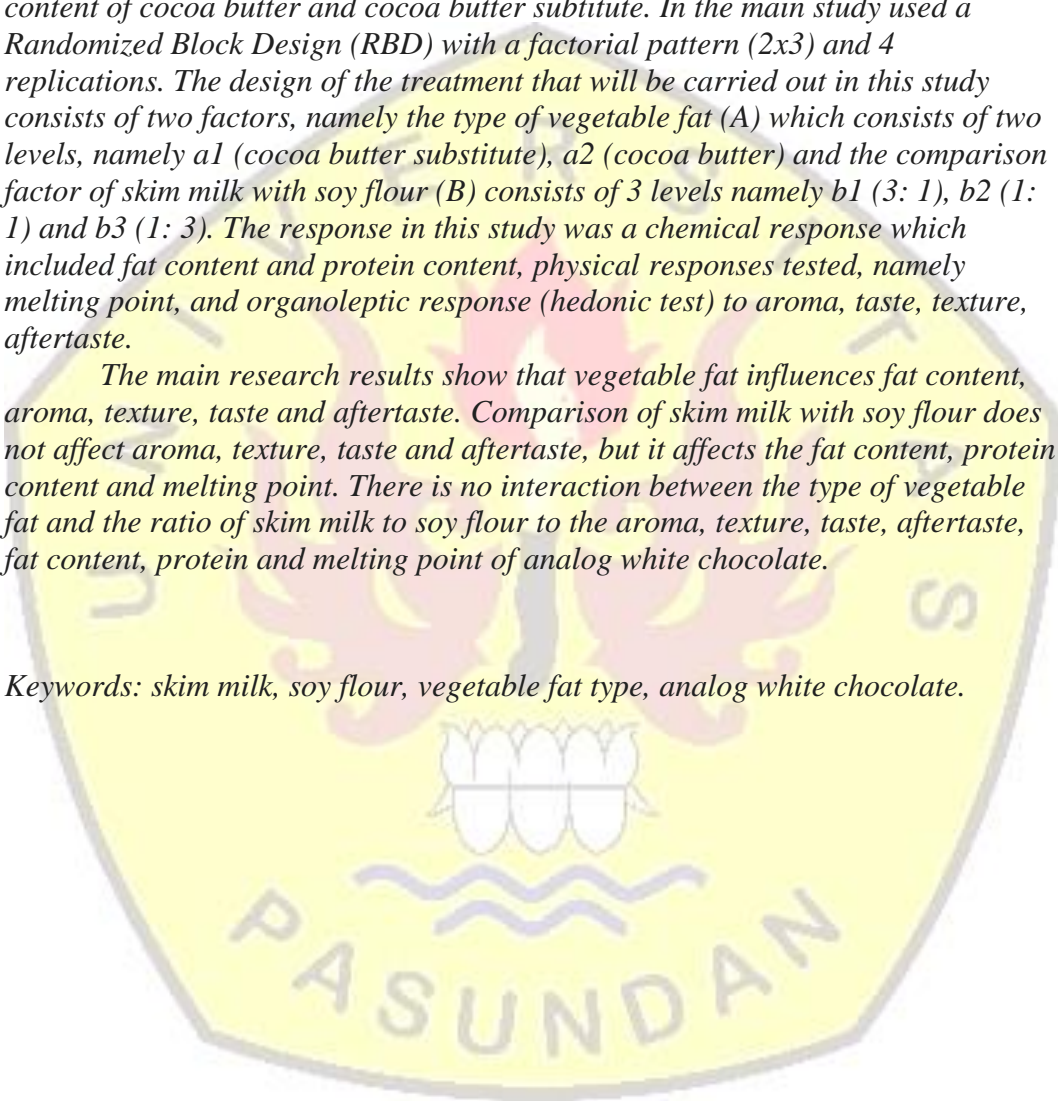 content of cocoa butter and cocoa butter subtitute. In the main study used a
Randomized Block Design (RBD) with a factorial pattern (2x3) and 4
replications. The design of the treatment that will be carried out in this study
consists of two factors, namely the type of vegetable fat (A) which consists of two
levels, namely a1 (cocoa butter substitute), a2 (cocoa butter) and the comparison
factor of skim milk with soy flour (B) consists of 3 levels namely b1 (3: 1), b2 (1:
1) and b3 (1: 3). The response in this study was a chemical response which
included fat content and protein content, physical responses tested, namely
melting point, and organoleptic response (hedonic test) to aroma, taste, texture,
aftertaste.
The main research results show that vegetable fat influences fat content,
aroma, texture, taste and aftertaste. Comparison of skim milk with soy flour does
not affect aroma, texture, taste and aftertaste, but it affects the fat content, protein
content and melting point. There is no interaction between the type of vegetable
fat and the ratio of skim milk to soy flour to the aroma, texture, taste, aftertaste,
fat content, protein and melting point of analog white chocolate.
Keywords: skim milk, soy flour, vegetable fat type, analog white chocolate.
UNIVERSITAS
PASUNDAN